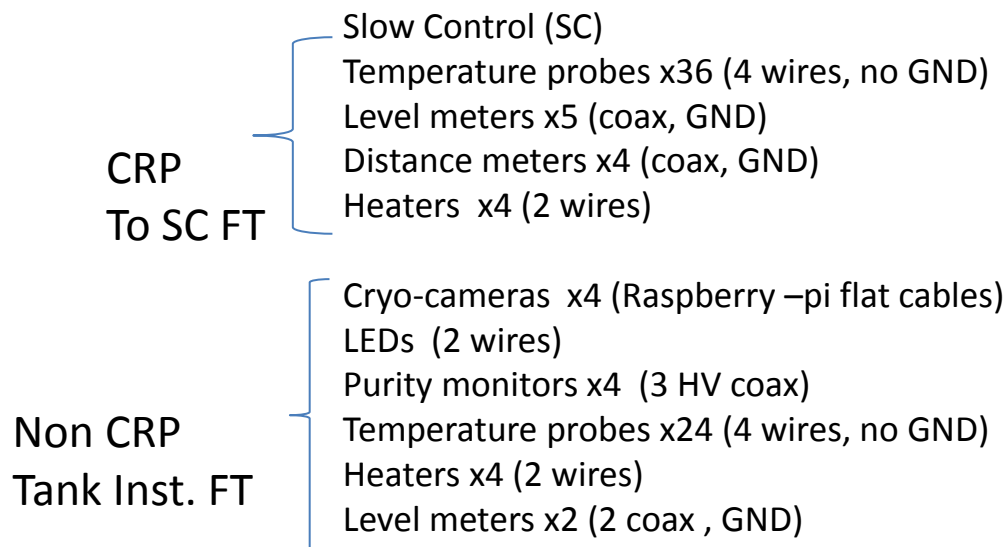 Slow Control (SC)
Temperature probes x36 (4 wires, no GND)
Level meters x5 (coax, GND)
Distance meters x4 (coax, GND)
Heaters x4 (2 wires)
CRP
To SC FT
Cryo-cameras x4 (Raspberry –pi flat cables)
LEDs (2 wires)
Purity monitors x4 (3 HV coax)
Temperature probes x24 (4 wires, no GND)
Heaters x4 (2 wires)
Level meters x2 (2 coax , GND)
Non CRP
Tank Inst. FT